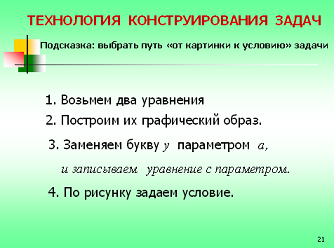 ТЕХНОЛОГИЯ КОНСТРУИРОВАНИЯ ЗАДАЧ
Подсказка: выбрать путь «от картинки к условию» задачи
1. Возьмем два уравнения
2. Построим их графический образ.
3. Заменяем букву y параметром a,
и записываем уравнение с параметром.
4. По рисунку задаем условие.
21